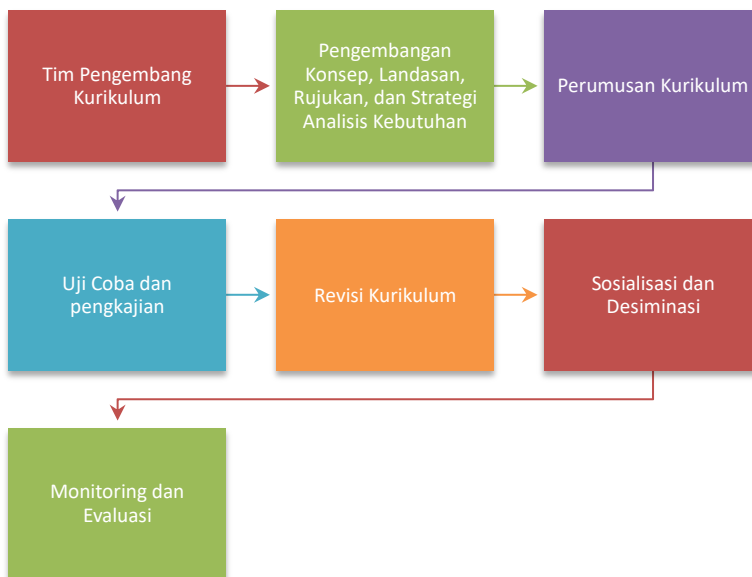 Tim Pengembang
Kurikulum
Pengembangan
Konsep, Landasan,
Rujukan, dan Strategi
Analisis Kebutuhan
Perumusan Kurikulum
Uji Coba dan
pengkajian
Revisi Kurikulum
Sosialisasi dan
Desiminasi
Monitoring dan
Evaluasi